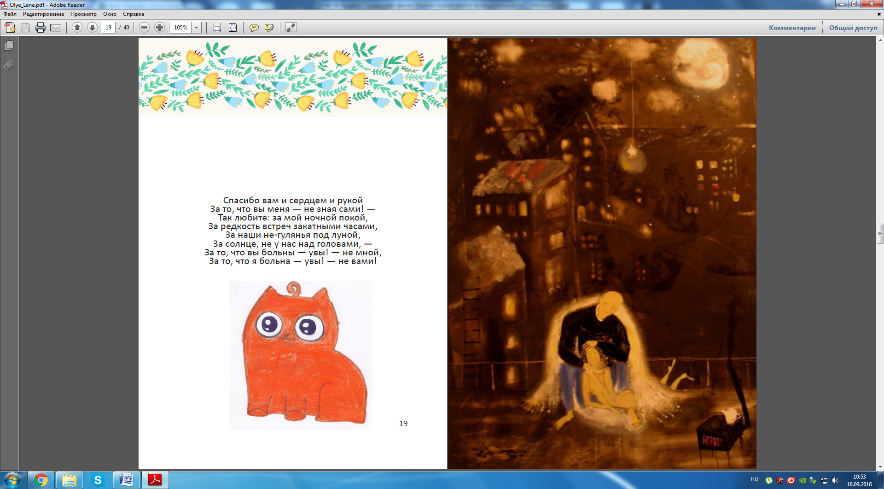 Olya_Lena.pdf - Adobe Reader
Файл Редактирование Просмотр Окно Справка
19 / 40 105% Комментарии Общий доступ
Спасибо вам и сердцем и рукой
За то, что вы меня — не зная сами! —
Так любите: за мой ночной покой,
За редкость встреч закатными часами,
За наши не-гулянья под луной,
За солнце, не у нас над головами, —
За то, что вы больны — увы! — не мной,
За то, что я больна — увы! — не вами!
19
RU
10:53
16.09.2016